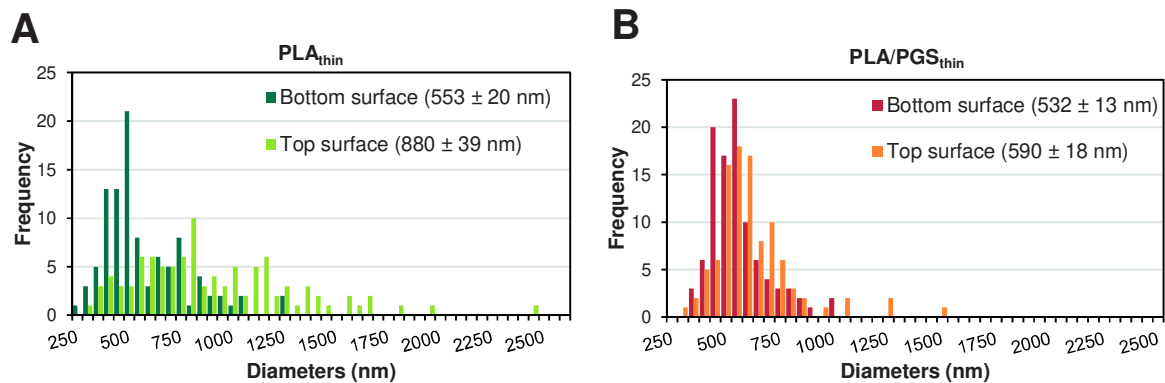 A
PLAthin
25
20
15
10
5
0
Frequency
Bottom surface (553 ± 20 nm)
Top surface (880 ± 39 nm)
250 500 750 1000 1250 1500 1750 2000 2250 2500
Diameters (nm)
B
PLA/PGSthin
25
20
15
10
5
0
Frequency
Bottom surface (532 ± 13 nm)
Top surface (590 ± 18 nm)
250 500 750 1000 1250 1500 1750 2000 2250 2500
Diameters (nm)